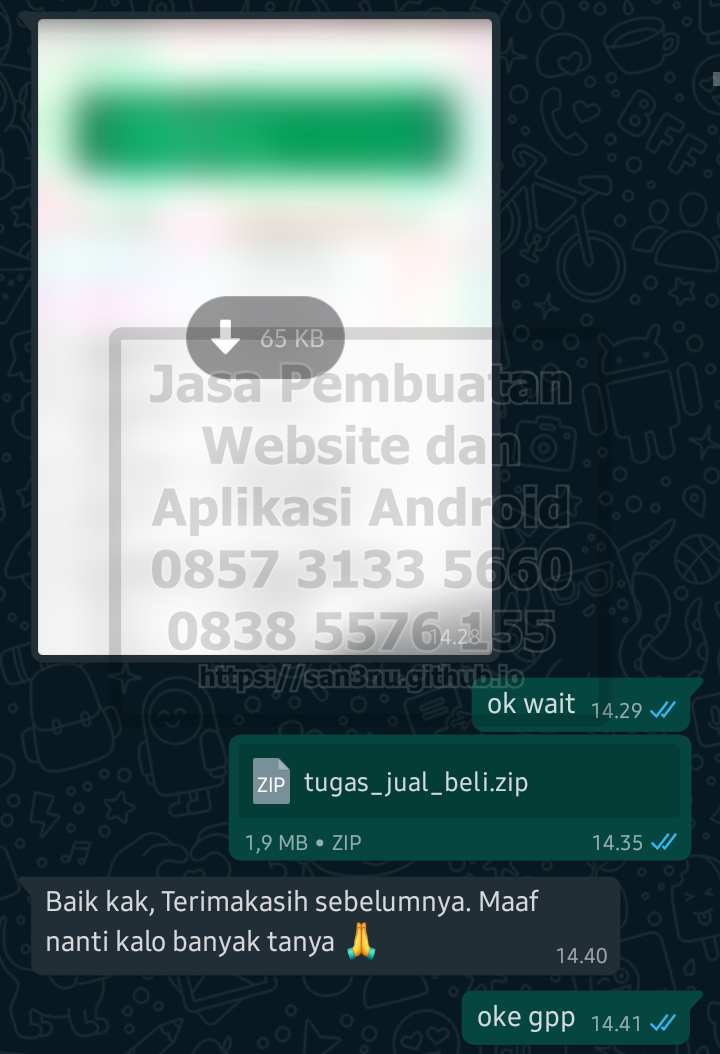 65 KB
Jasa Pembuatan
Website dan
Aplikasi Android
0857 3133 5660
0838 5576 155
14.28
https://san3nu.github.io
ok wait 14.29
ZIP tugas_jual_beli.zip
1,9 MB • ZIP 14.35
Baik kak, Terimakasih sebelumnya. Maaf
nanti kalo banyak tanya 🙏 14.40
oke gpp 14.41
BFF